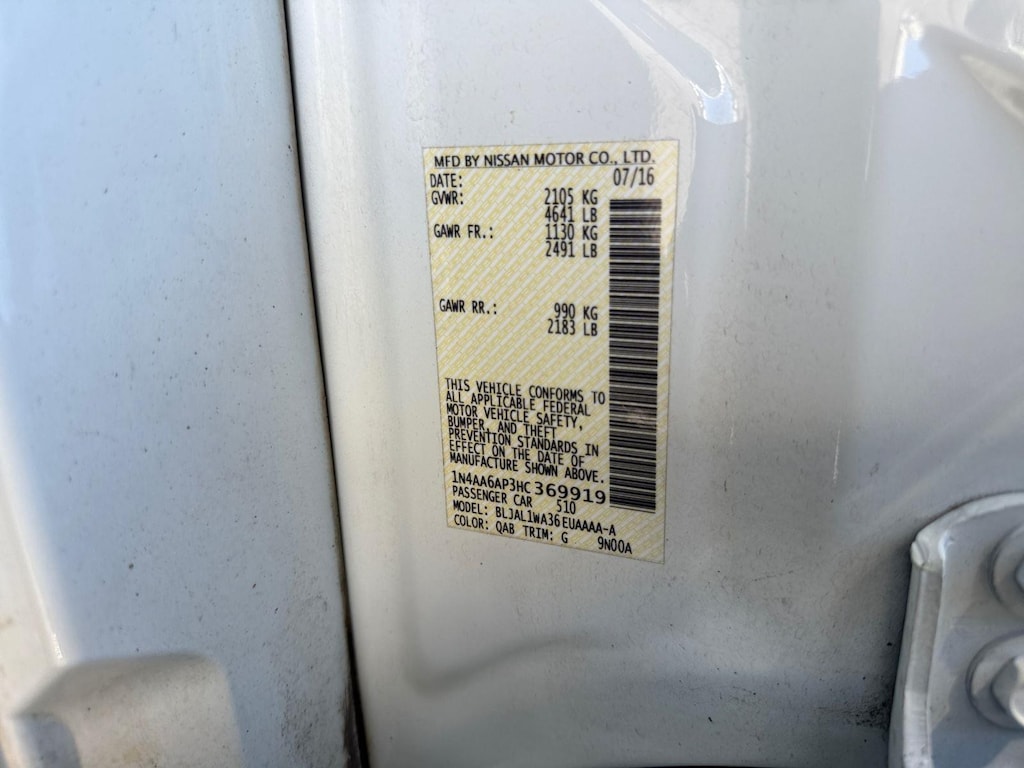 MFD BY NISSAN MOTOR CO., LTD.
DATE: 07/16
GVWR: 2105 KG
4641 LB
GAWR FR.: 1130 KG
2491 LB
GAWR RR.: 990 KG
2183 LB
THIS VEHICLE CONFORMS TO
ALL APPLICABLE FEDERAL
MOTOR VEHICLE SAFETY,
BUMPER, AND THEFT
PREVENTION STANDARDS IN
EFFECT ON THE DATE OF
MANUFACTURE SHOWN ABOVE.
1N4AA6AP3HC369919
PASSENGER CAR 510
MODEL: BLJAL1WA36EUAAAA-A
COLOR: QAB TRIM: G 9N00A